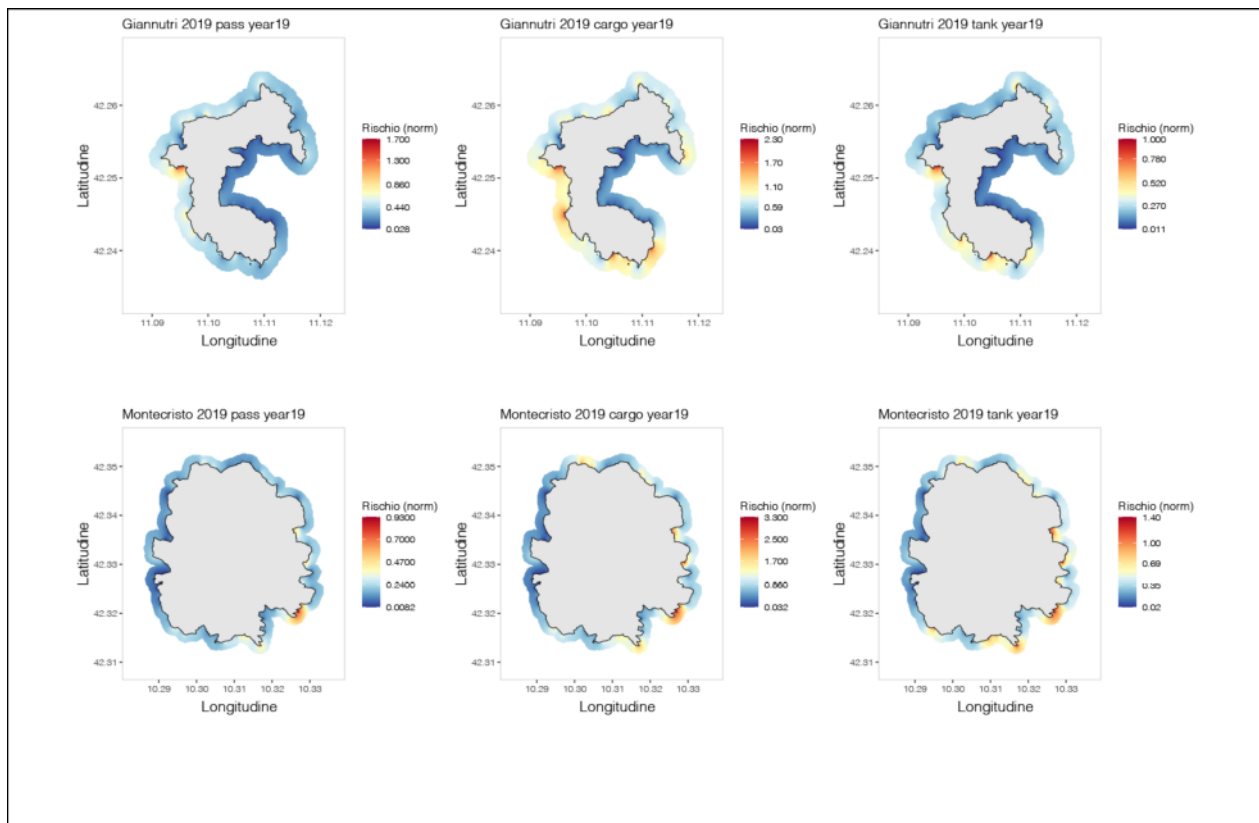 Giannutri 2019 pass year19
Giannutri 2019 cargo year19
Giannutri 2019 tank year19
Latitudine
42.26
42.25
42.24
11.09 11.10 11.11 11.12
Longitudine
Rischio (norm)
1.700
1.300
0.860
0.440
0.028
Latitudine
42.26
42.25
42.24
11.09 11.10 11.11 11.12
Longitudine
Rischio (norm)
2.30
1.70
1.10
0.59
0.03
Latitudine
42.26
42.25
42.24
11.09 11.10 11.11 11.12
Longitudine
Rischio (norm)
1.000
0.780
0.520
0.270
0.011
Montecristo 2019 pass year19
Montecristo 2019 cargo year19
Montecristo 2019 tank year19
Latitudine
42.35
42.34
42.33
42.32
42.31
10.29 10.30 10.31 10.32 10.33
Longitudine
Rischio (norm)
0.9300
0.7000
0.4700
0.2400
0.0082
Latitudine
42.35
42.34
42.33
42.32
42.31
10.29 10.30 10.31 10.32 10.33
Longitudine
Rischio (norm)
3.300
2.500
1.700
0.860
0.032
Latitudine
42.35
42.34
42.33
42.32
42.31
10.29 10.30 10.31 10.32 10.33
Longitudine
Rischio (norm)
1.40
1.00
0.69
0.35
0.02